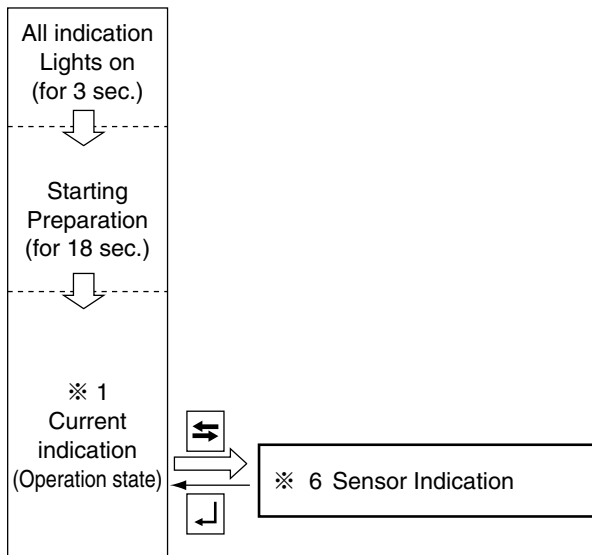 All indication
Lights on
(for 3 sec.)
Starting
Preparation
(for 18 sec.)
※ 1
Current
indication
(Operation state)
※ 6 Sensor Indication